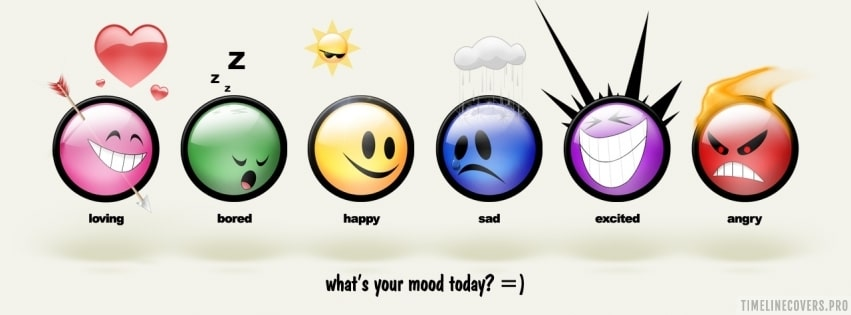 z
z
z
loving
bored
happy
sad
excited
angry
what's your mood today? =)
TIMELINECOVERS.PRO